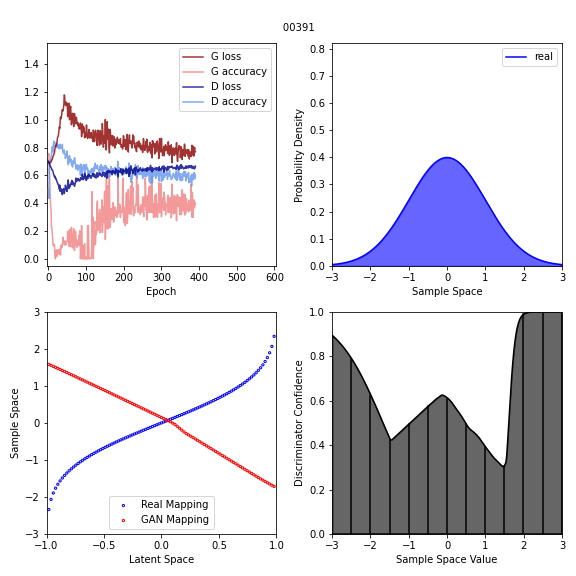 00391
1.4
1.2
1.0
0.8
0.6
0.4
0.2
0.0
0 100 200 300 400 500 600
Epoch
G loss
G accuracy
D loss
D accuracy
0.8
0.7
0.6
0.5
0.4
0.3
0.2
0.1
0.0
−3 −2 −1 0 1 2 3
Sample Space
Probability Density
real
3
2
1
0
−1
−2
−3
−1.0 −0.5 0.0 0.5 1.0
Latent Space
Sample Space
Real Mapping
GAN Mapping
1.0
0.8
0.6
0.4
0.2
0.0
−3 −2 −1 0 1 2 3
Sample Space Value
Discriminator Confidence